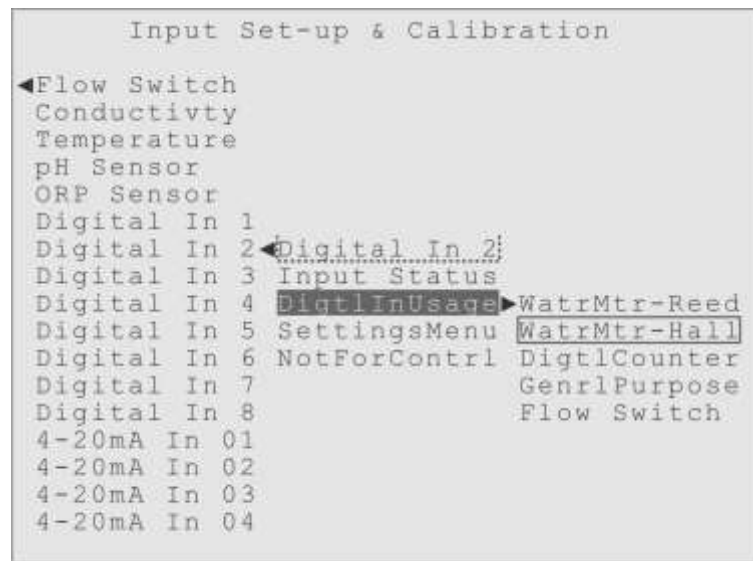 Input Set-up & Calibration
◀Flow Switch
Conductivty
Temperature
pH Sensor
ORP Sensor
Digital In 1
Digital In 2◀Digital In 2
Digital In 3 Input Status
Digital In 4 DigtlInUsage▶WatrMtr-Reed
Digital In 5 SettingsMenu WatrMtr-Hall
Digital In 6 NotForContrl DigtlCounter
Digital In 7 GenrlPurpose
Digital In 8 Flow Switch
4-20mA In 01
4-20mA In 02
4-20mA In 03
4-20mA In 04